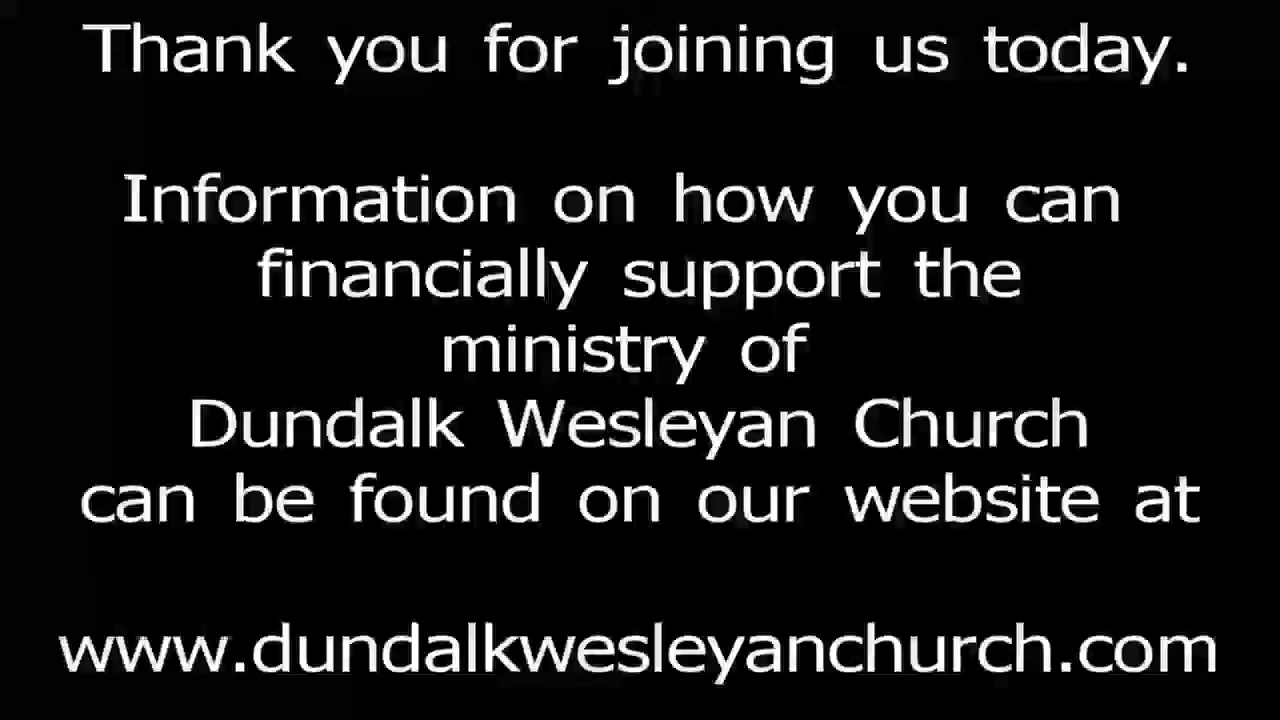 Thank you for joining us today.
Information on how you can
financially support the
ministry of
Dundalk Wesleyan Church
can be found on our website at
www.dundalkwesleyanchurch.com